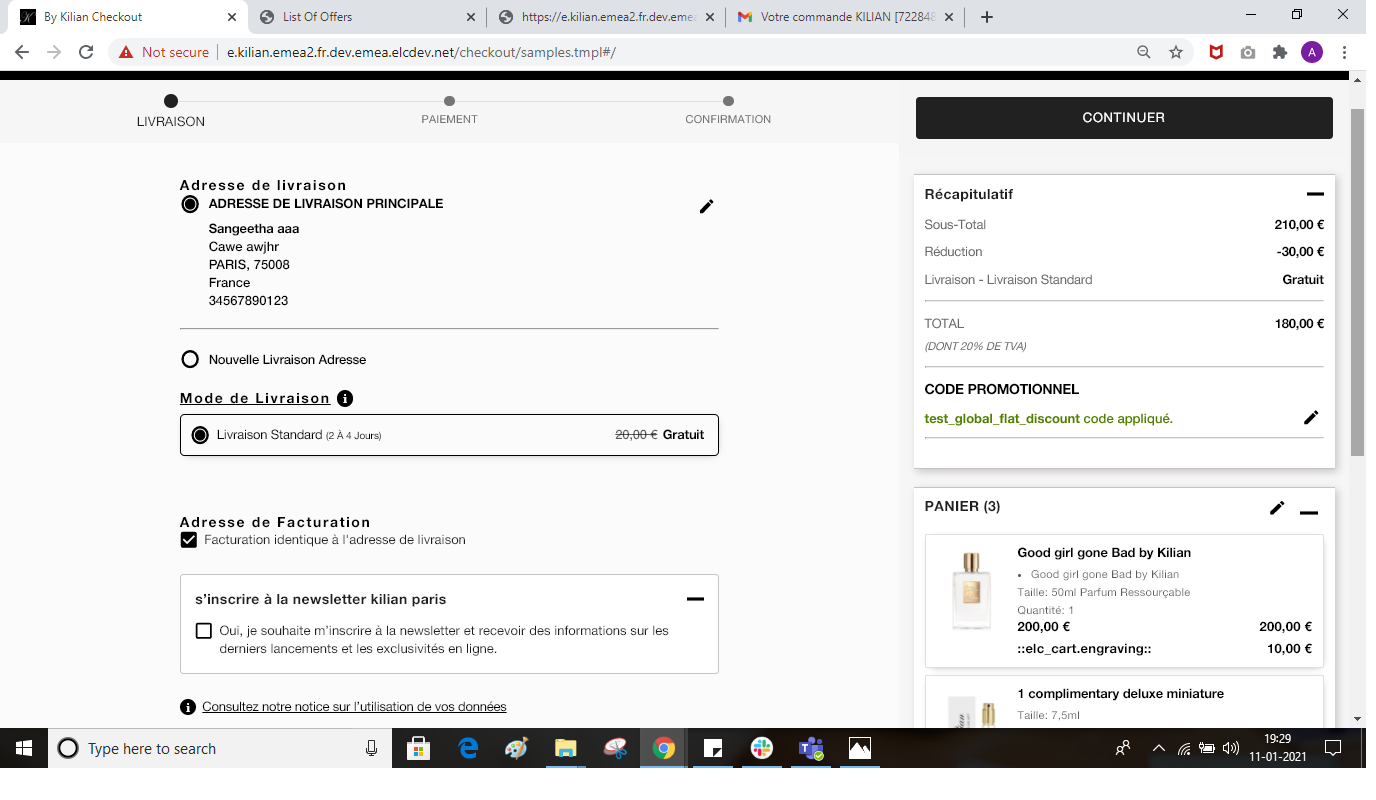 By Kilian Checkout
List Of Offers
https://e.kilian.emea2.fr.dev.eme
Votre commande KILIAN [722848
Not secure
e.kilian.emea2.fr.dev.emea.elcdev.net/checkout/samples.tmpl#/
A
LIVRAISON
PAIEMENT
CONFIRMATION
CONTINUER
Adresse de livraison
ADRESSE DE LIVRAISON PRINCIPALE
Sangeetha aaa
Cawe awjhr
PARIS, 75008
France
34567890123
Nouvelle Livraison Adresse
Mode de Livraison
Livraison Standard (2 À 4 Jours) 20,00 € Gratuit
Adresse de Facturation
Facturation identique à l'adresse de livraison
s'inscrire à la newsletter kilian paris
Oui, je souhaite m'inscrire à la newsletter et recevoir des informations sur les
derniers lancements et les exclusivités en ligne.
Consultez notre notice sur l'utilisation de vos données
Récapitulatif
Sous-Total 210,00 €
Réduction -30,00 €
Livraison - Livraison Standard Gratuit
TOTAL 180,00 €
(DONT 20% DE TVA)
CODE PROMOTIONNEL
test_global_flat_discount code appliqué.
PANIER (3)
Good girl gone Bad by Kilian
• Good girl gone Bad by Kilian
Taille: 50ml Parfum Ressourçable
Quantité: 1
200,00 € 200,00 €
::elc_cart.engraving:: 10,00 €
1 complimentary deluxe miniature
Taille: 7,5ml
Type here to search
19:29
11-01-2021